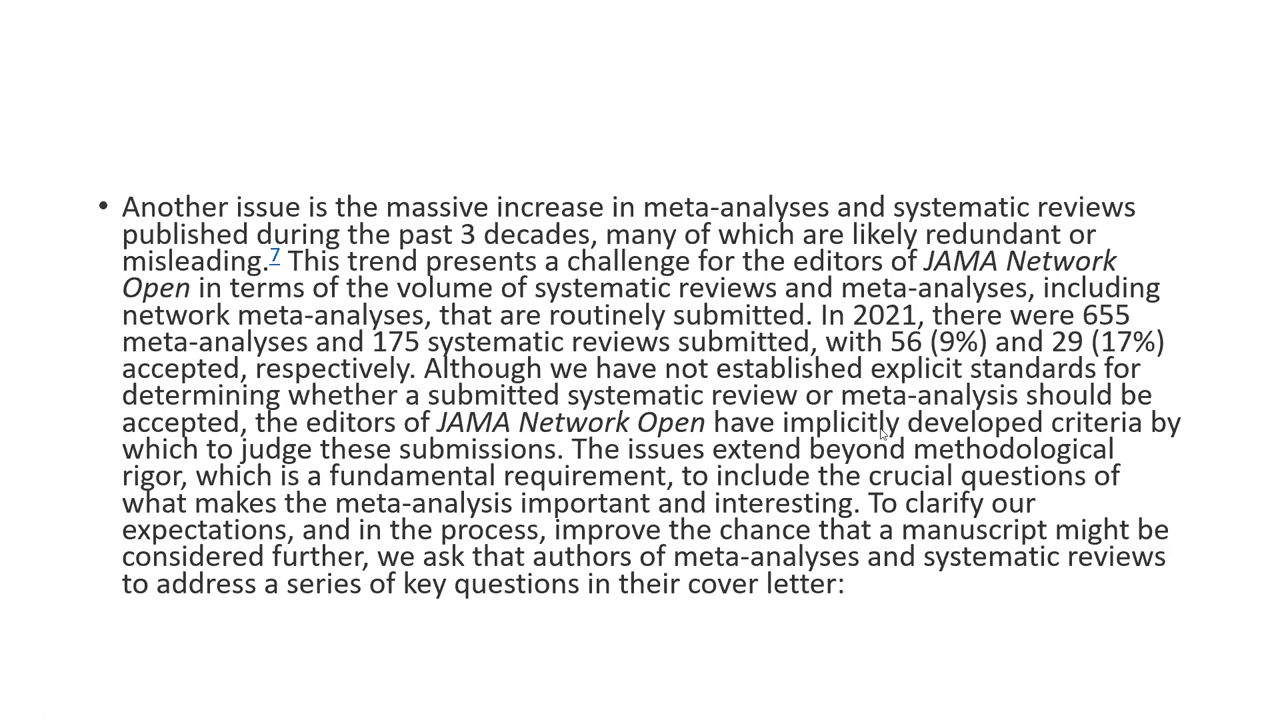 • Another issue is the massive increase in meta-analyses and systematic reviews
published during the past 3 decades, many of which are likely redundant or
misleading.7 This trend presents a challenge for the editors of JAMA Network
Open in terms of the volume of systematic reviews and meta-analyses, including
network meta-analyses, that are routinely submitted. In 2021, there were 655
meta-analyses and 175 systematic reviews submitted, with 56 (9%) and 29 (17%)
accepted, respectively. Although we have not established explicit standards for
determining whether a submitted systematic review or meta-analysis should be
accepted, the editors of JAMA Network Open have implicitly developed criteria by
which to judge these submissions. The issues extend beyond methodological
rigor, which is a fundamental requirement, to include the crucial questions of
what makes the meta-analysis important and interesting. To clarify our
expectations, and in the process, improve the chance that a manuscript might be
considered further, we ask that authors of meta-analyses and systematic reviews
to address a series of key questions in their cover letter: